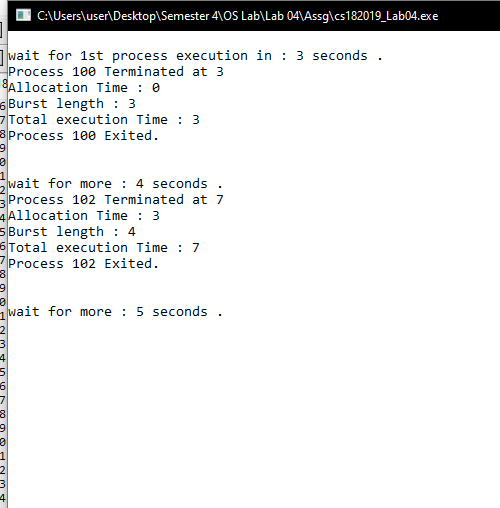 C:\Users\user\Desktop\Semester 4\OS Lab\Lab 04\Assg\cs182019_Lab04.exe
wait for 1st process execution in : 3 seconds .
Process 100 Terminated at 3
Allocation Time : 0
Burst length : 3
Total execution Time : 3
Process 100 Exited.
wait for more : 4 seconds .
Process 102 Terminated at 7
Allocation Time : 3
Burst length : 4
Total execution Time : 7
Process 102 Exited.
wait for more : 5 seconds .